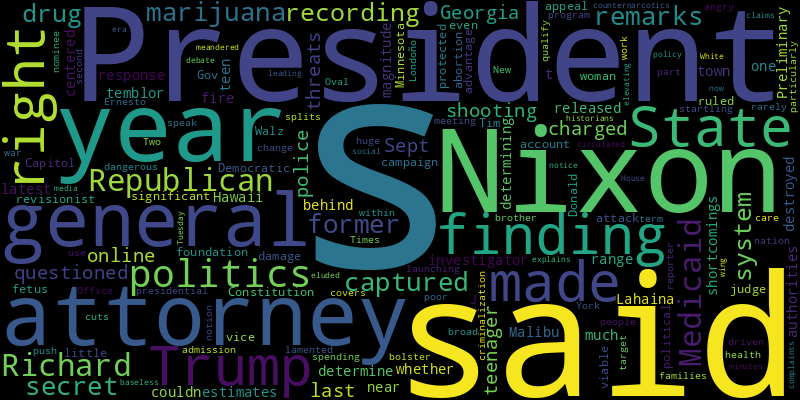 drug marijuana recording Georgia appeal program counternarcotics angry claims
remarks
President
right
centered response Gov teen temblor Ernesto fire
era meandered debate nominee second
threats Oval magnitude Minnesota Londono even protected abortion advantage
New woman qualify t elevating work policy part White town now one Preliminary particularly rarely
year
S
Nixon
State
splits Walz police account Sept campaign huge social change
shooting released historians meeting Tim charged ruled startling speak
determining circulated notice House
war Two dangerous Capitol Democratic
Republican
latest revisionist media significant Hawaii
behind former within Times
Tuesday use
general
finding
Donald brother attack term shortcomings destroyed
online foundation damage
questioned politics captured investigator range
fetus Office Constitution eluded launching explains
Medicaid system wing reporter care nation authorities
attorney
made
said
cuts presidential covers poor
criminalization York Lahaina judge
notion vice broad Malibu people much political driven
Richard Trump
push little lamented bolster whether
admission spending determine teenager
secret baseless couldn estimates last near viable target families health minutes complaints